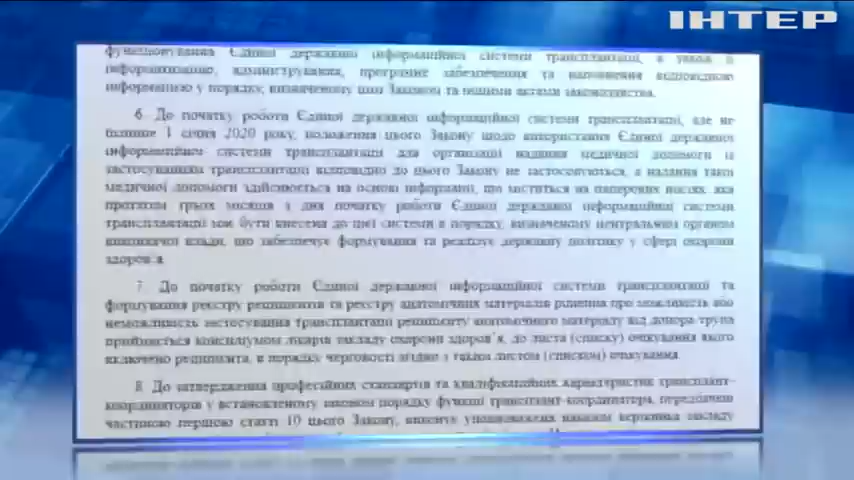 ІНТЕР
функціонування Єдиної державної інформаційної системи трансплантації, а також її
інформатизацію, адміністрування, програмне забезпечення та наповнення відповідною
інформацією у порядку, визначеному цим Законом та іншими актами законодавства.
6. До початку роботи Єдиної державної інформаційної системи трансплантації, але не
більше 1 січня 2020 року, положення цього Закону щодо використання Єдиної державної
інформаційної системи трансплантації для організації надання медичної допомоги із
застосуванням трансплантації відповідно до цього Закону не застосовуються, а надання такої
медичної допомоги здійснюється на основі інформації, що міститься на паперових носіях, яка
протягом трьох місяців з дня початку роботи Єдиної державної інформаційної системи
трансплантації має бути внесена до цієї системи в порядку, визначеному центральним органом
виконавчої влади, що забезпечує формування та реалізує державну політику у сфері охорони
здоров'я.
7. До початку роботи Єдиної державної інформаційної системи трансплантації та
формування реєстру реципієнтів та реєстру анатомічних матеріалів рішення про можливість або
неможливість застосування трансплантації реципієнту анатомічного матеріалу від донора-трупа
приймається консиліумом лікарів закладу охорони здоров'я, до листа (списку) очікування якого
включено реципієнта, в порядку черговості згідно з таким листом (списком) очікування.
8. До затвердження професійних стандартів та кваліфікаційних характеристик трансплант-
координаторів у встановленому законом порядку функції трансплант-координатора, передбачені
частиною першою статті 10 цього Закону, виконує уповноважена наказом керівника закладу